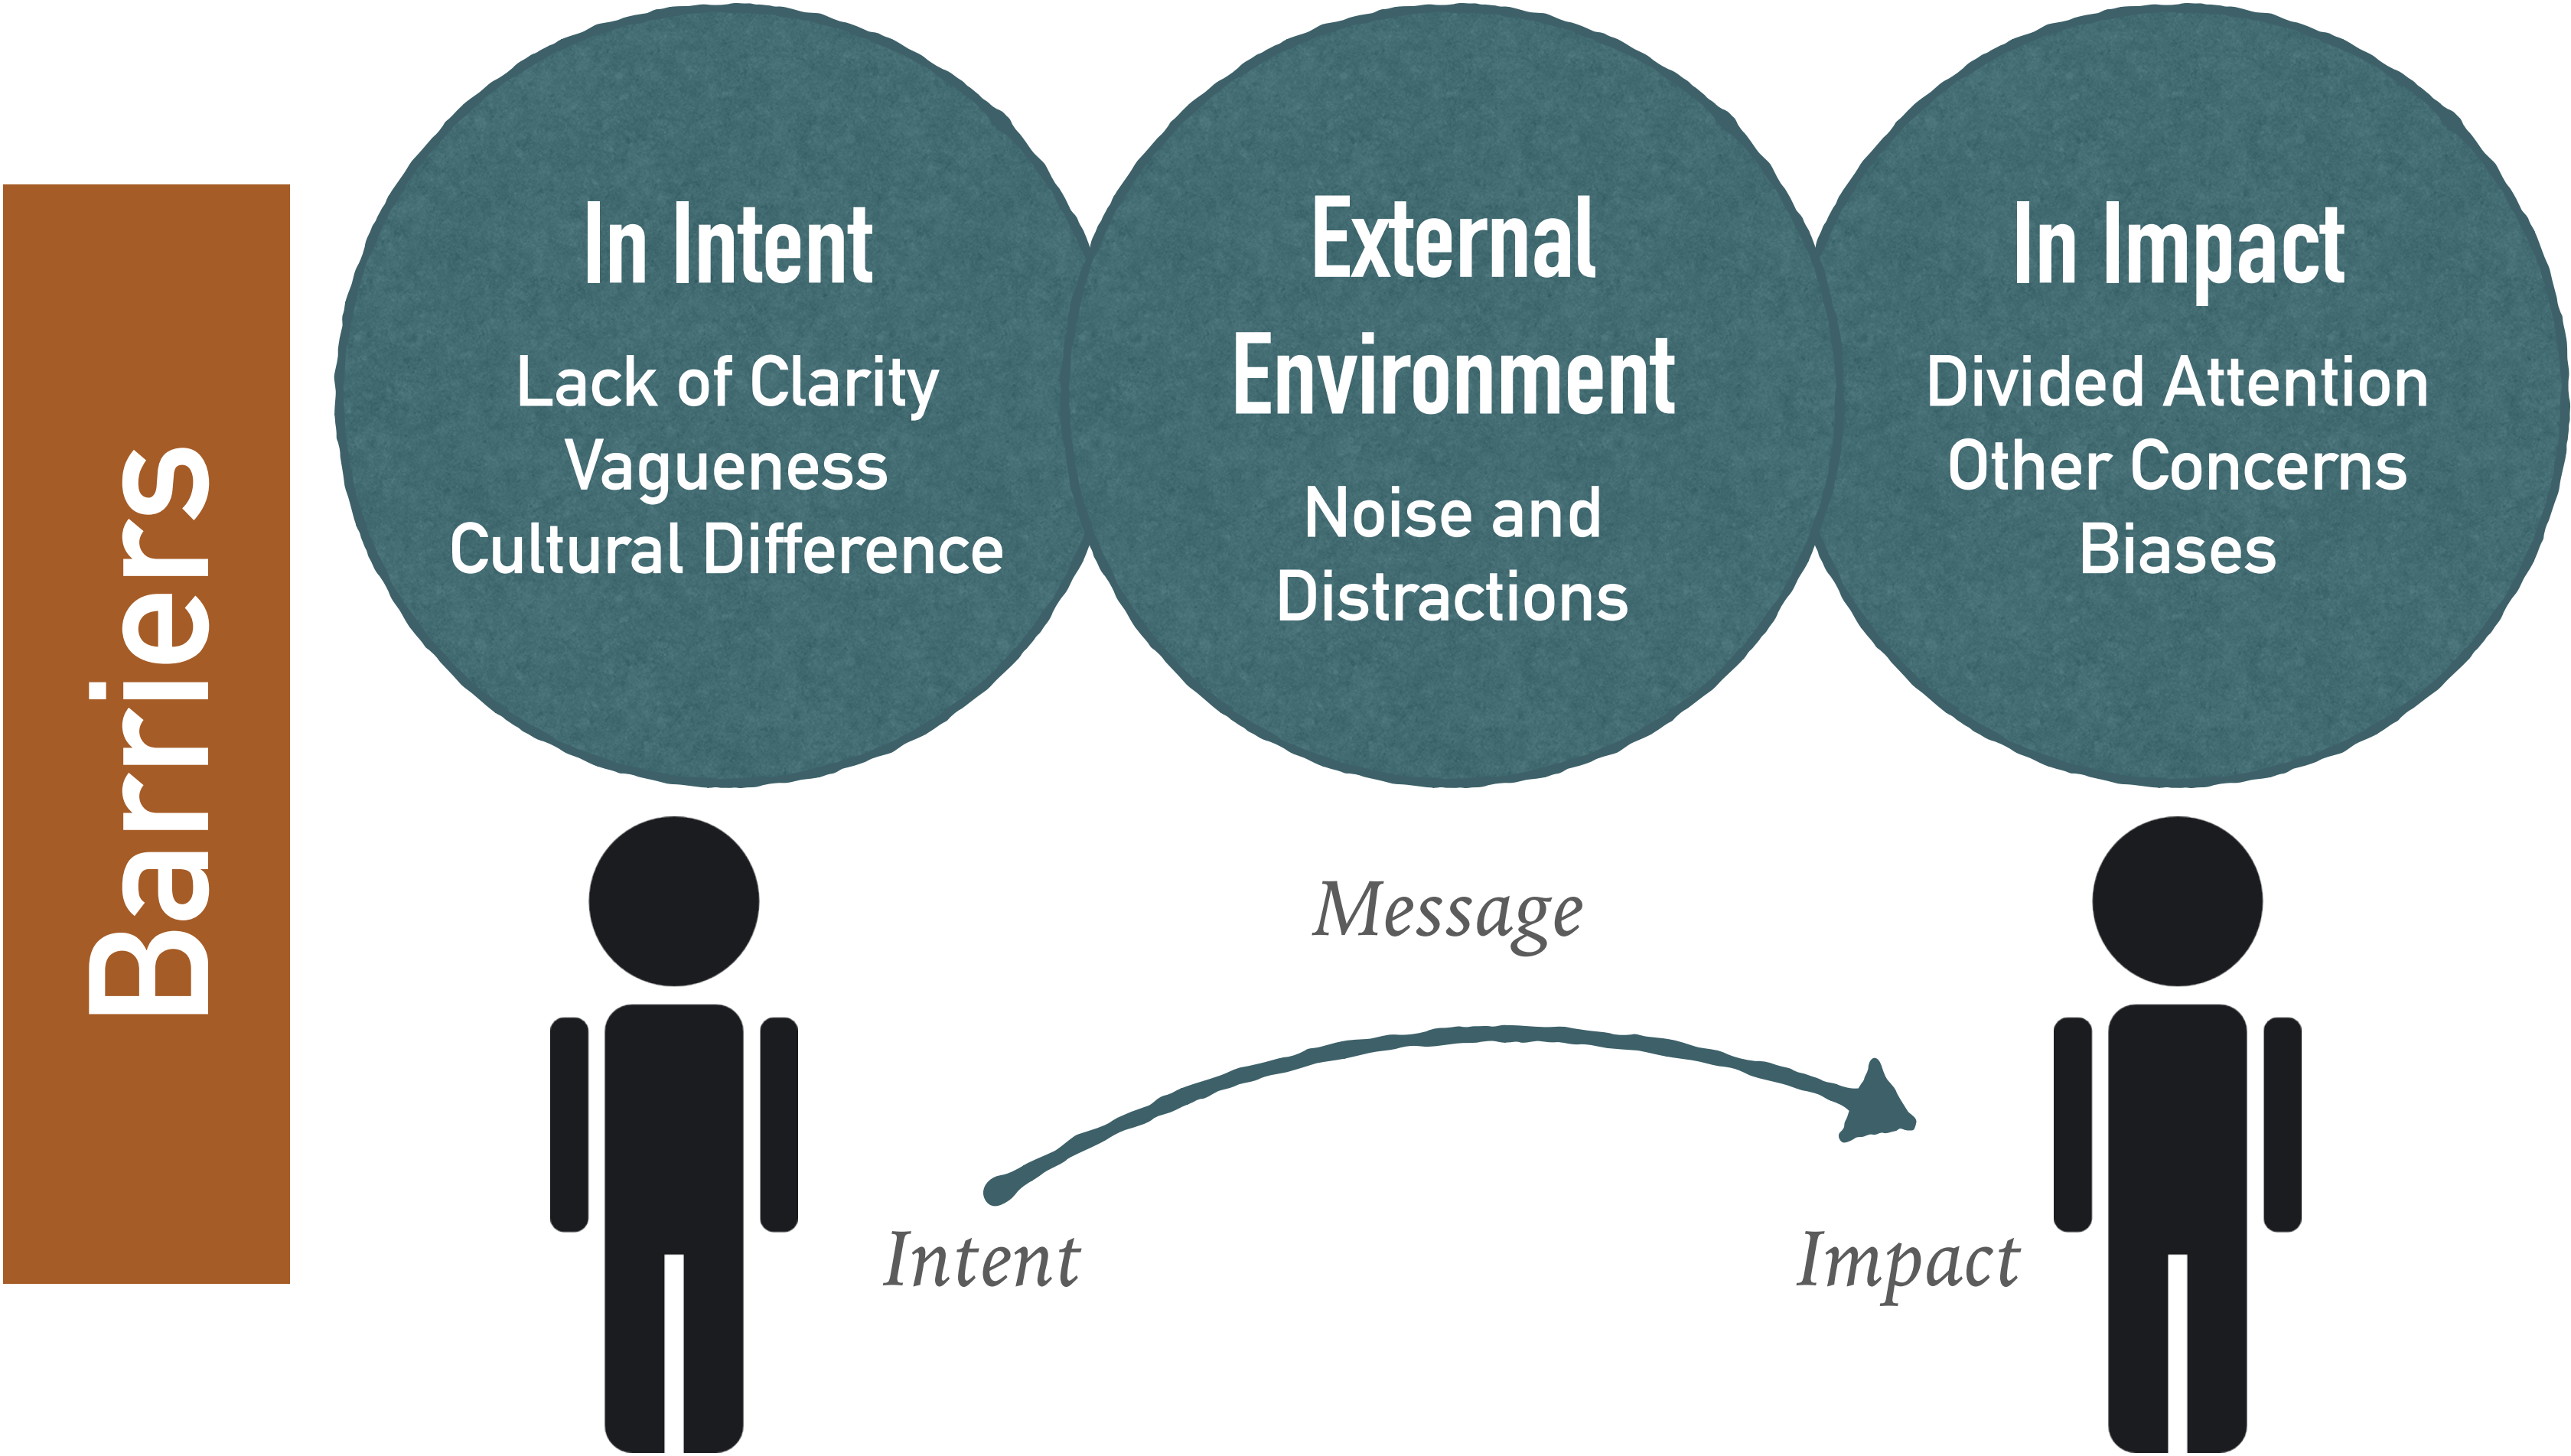 Barriers
In Intent
Lack of Clarity
Vagueness
Cultural Difference
External
Environment
Noise and
Distractions
In Impact
Divided Attention
Other Concerns
Biases
Message
Intent
Impact